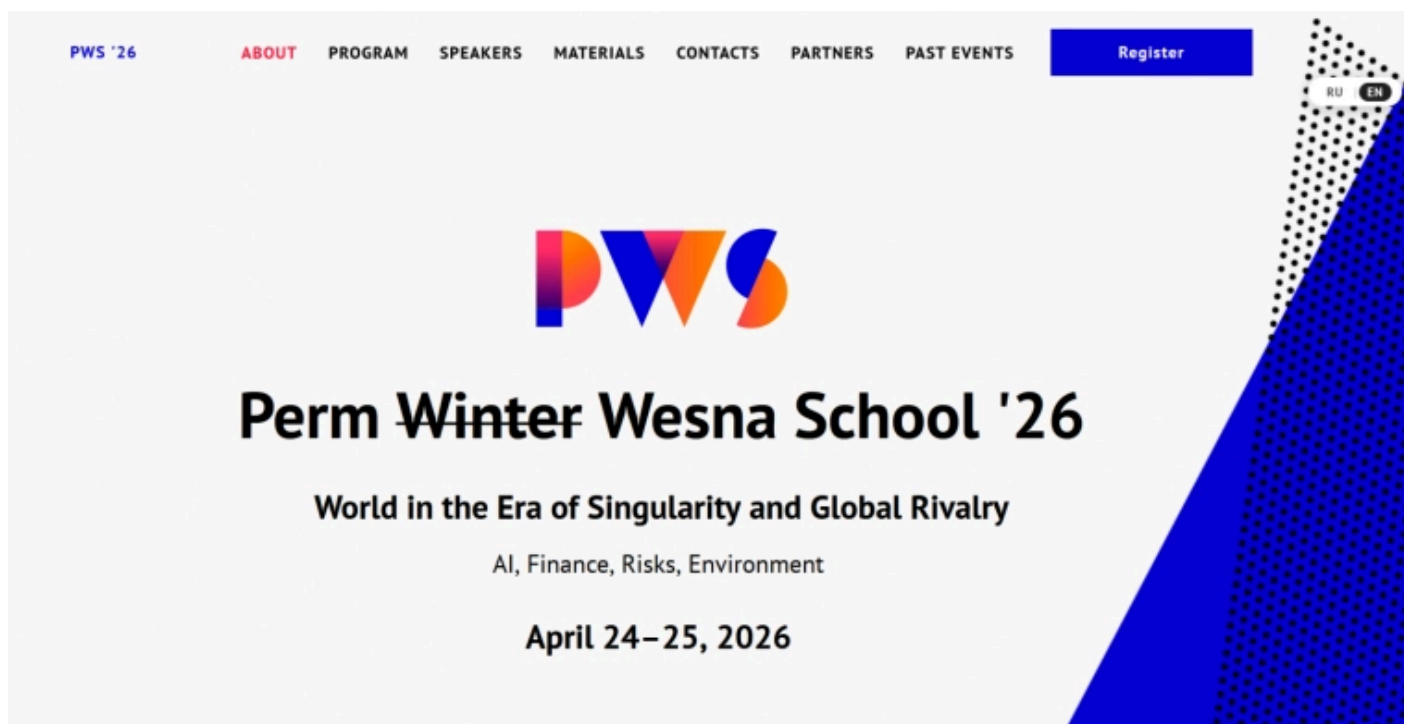 PWS '26 ABOUT PROGRAM SPEAKERS MATERIALS CONTACTS PARTNERS PAST EVENTS Register
RU EN
PWS
Perm Winter Wesna School '26
World in the Era of Singularity and Global Rivalry
AI, Finance, Risks, Environment
April 24–25, 2026